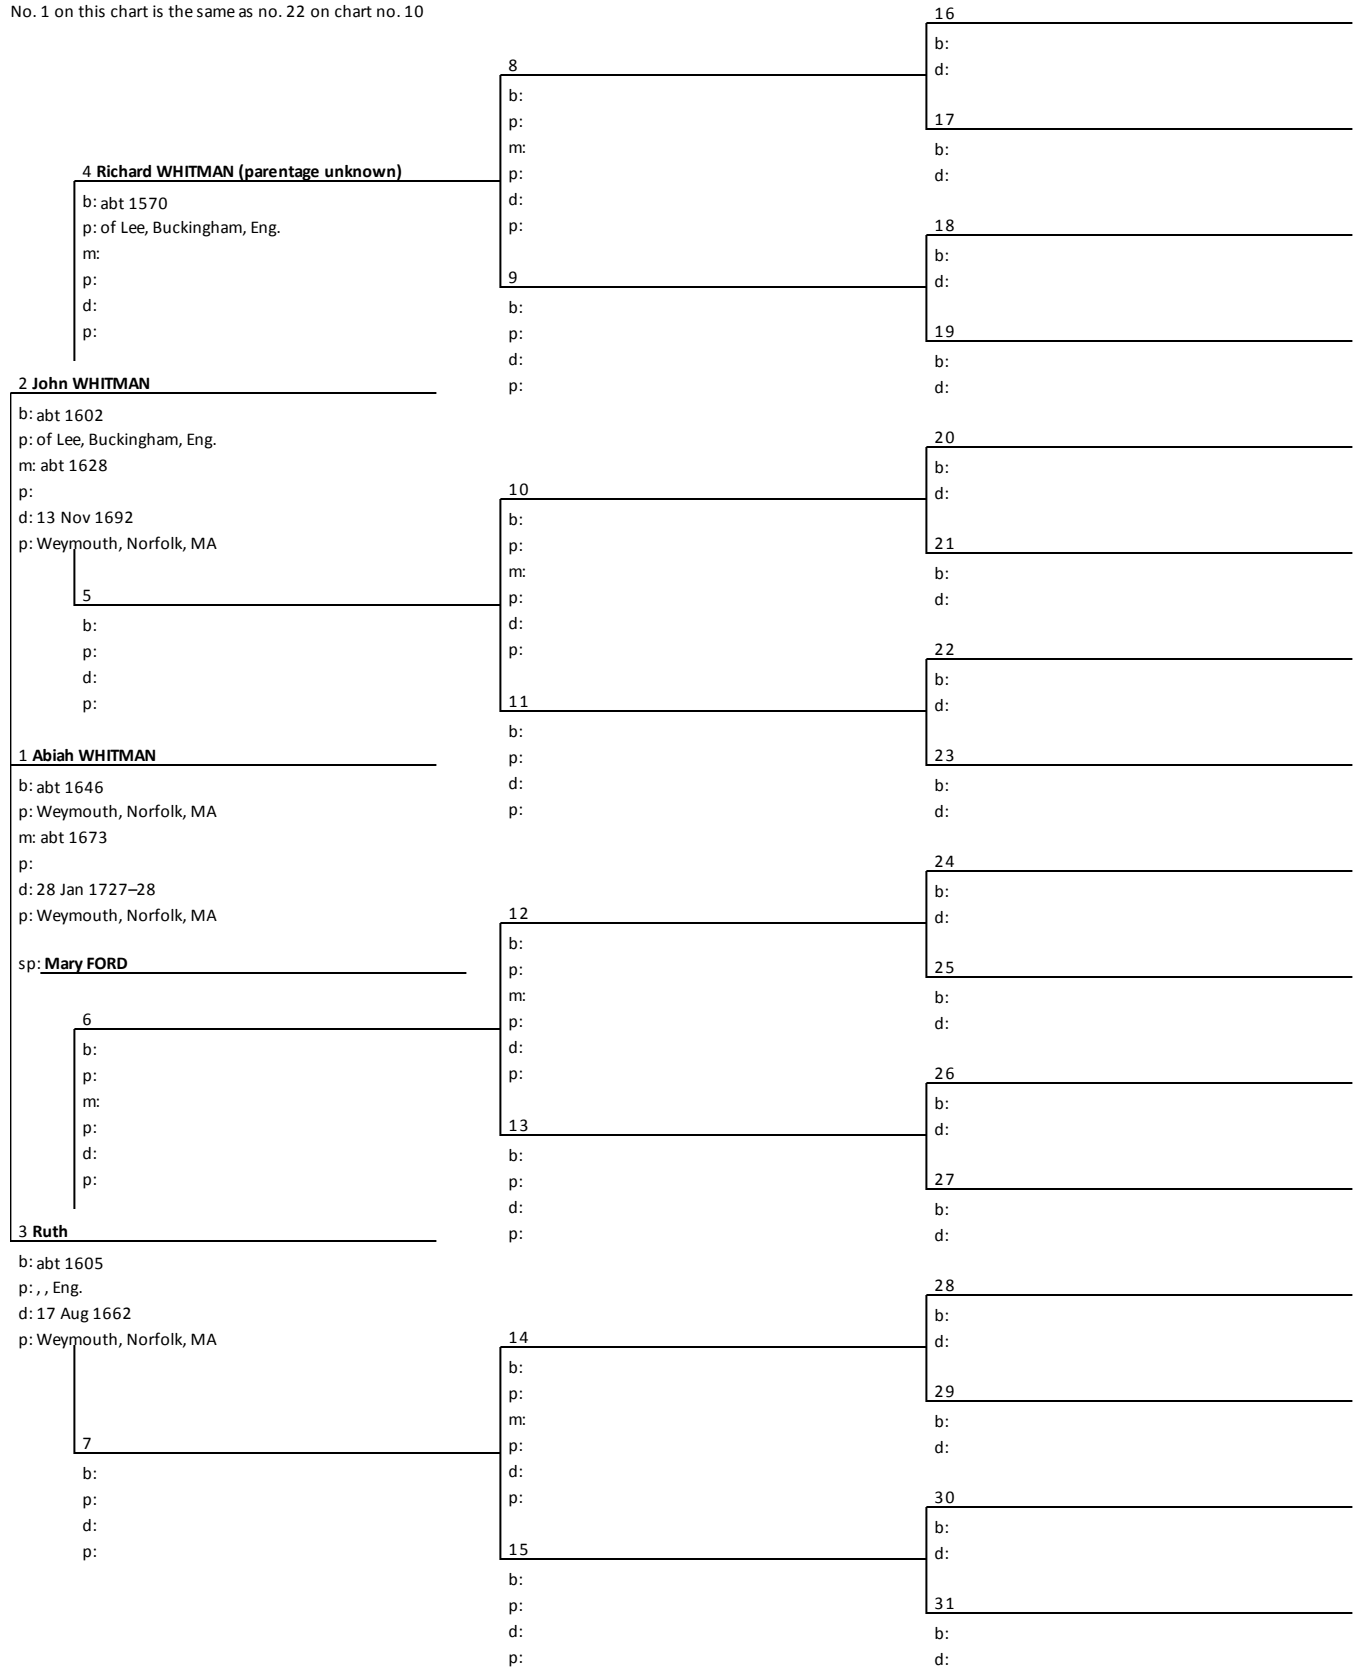 No. 1 on this chart is the same as no. 22 on chart no. 10
4 Richard WHITMAN (parentage unknown)
b: abt 1570
p: of Lee, Buckingham, Eng.
m:
p:
d:
p:
2 John WHITMAN
b: abt 1602
p: of Lee, Buckingham, Eng.
m: abt 1628
p:
d: 13 Nov 1692
p: Weymouth, Norfolk, MA
5
b:
p:
d:
p:
1 Abiah WHITMAN
b: abt 1646
p: Weymouth, Norfolk, MA
m: abt 1673
p:
d: 28 Jan 1727–28
p: Weymouth, Norfolk, MA
sp: Mary FORD
6
b:
p:
m:
p:
d:
p:
3 Ruth
b: abt 1605
p: , , Eng.
d: 17 Aug 1662
p: Weymouth, Norfolk, MA
7
b:
p:
d:
p:
8
b:
p:
m:
p:
d:
p:
9
b:
p:
d:
p:
10
b:
p:
m:
p:
d:
p:
11
b:
p:
d:
p:
12
b:
p:
m:
p:
d:
p:
13
b:
p:
d:
p:
14
b:
p:
m:
p:
d:
p:
15
b:
p:
d:
p:
16
b:
d:
17
b:
d:
18
b:
d:
19
b:
d:
20
b:
d:
21
b:
d:
22
b:
d:
23
b:
d:
24
b:
d:
25
b:
d:
26
b:
d:
27
b:
d:
28
b:
d:
29
b:
d:
30
b:
d:
31
b:
d: